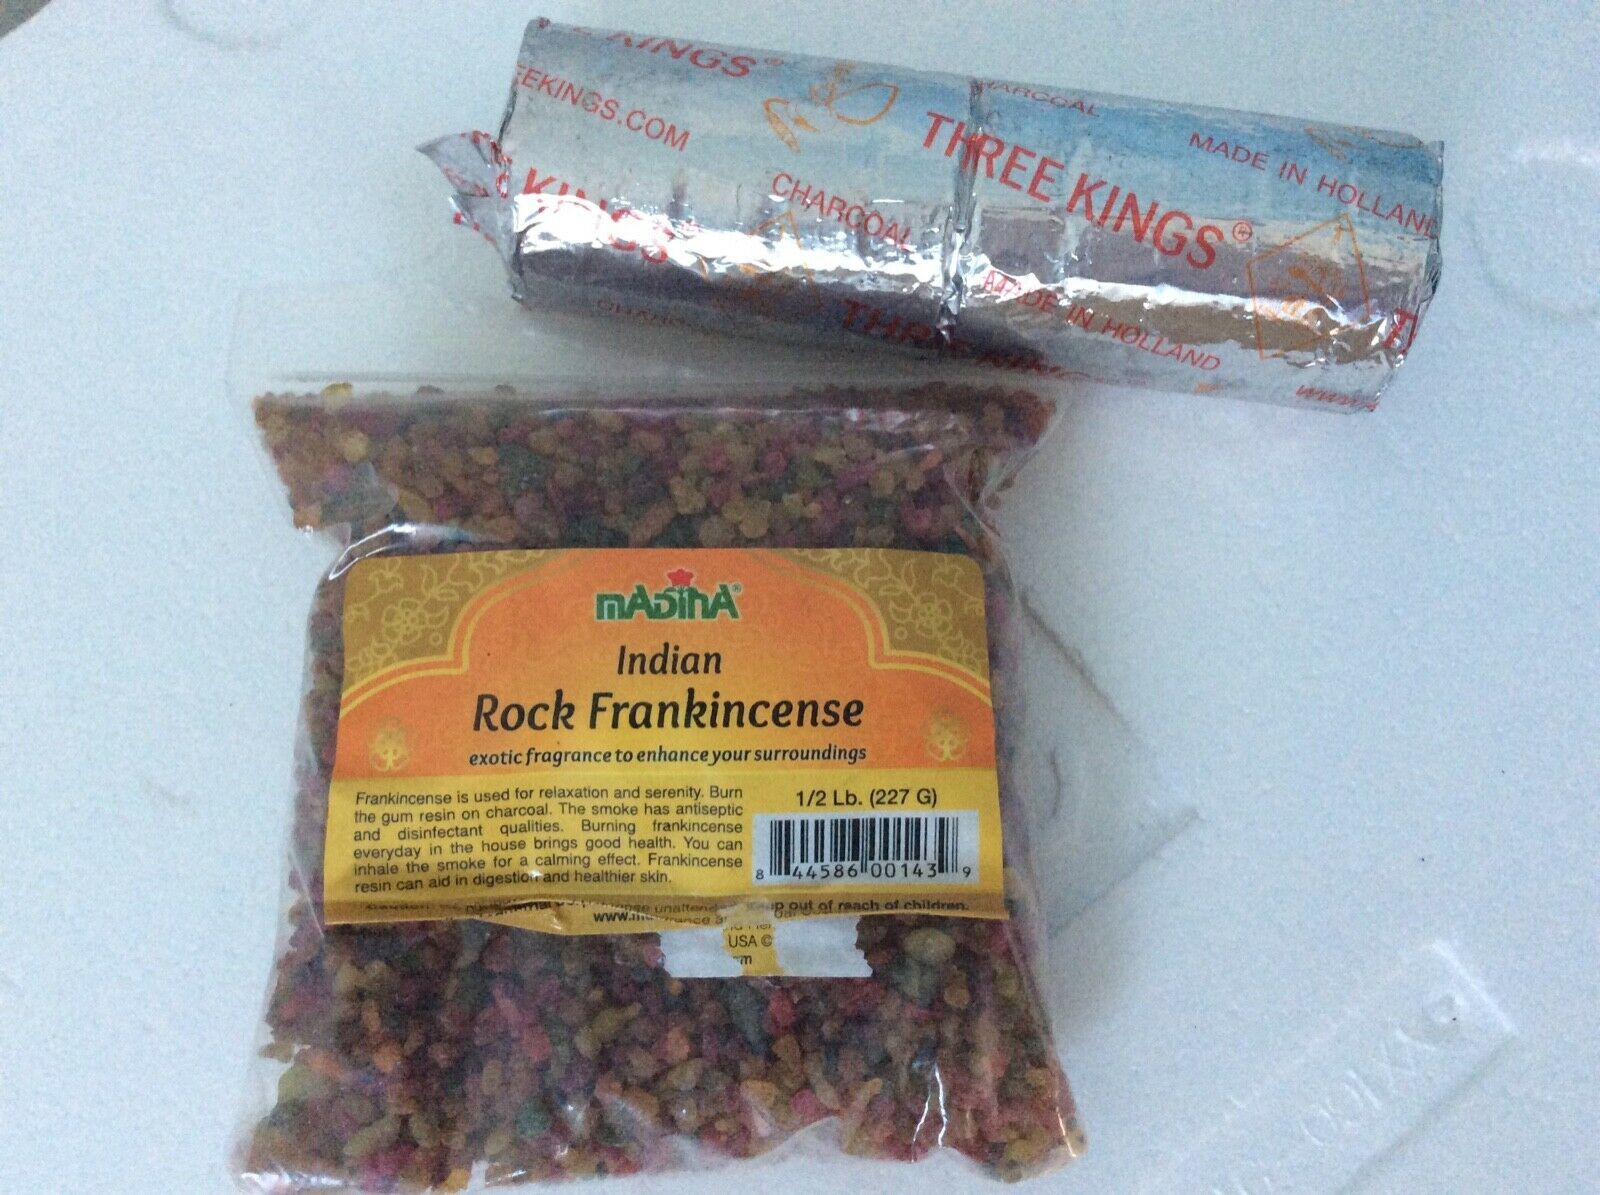 KINGS®
EEKINGS.COM
CHARCOAL
THREE KINGS®
MADE IN HOLLAND
KINGS
CHARCOAL
MADE IN HOLLAND
mADinA®
Indian
Rock Frankincense
exotic fragrance to enhance your surroundings
Frankincense is used for relaxation and serenity. Burn
the gum resin on charcoal. The smoke has antiseptic
and disinfectant qualities. Burning frankincense
everyday in the house brings good health. You can
inhale the smoke for a calming effect. Frankincense
resin can aid in digestion and healthier skin.
1/2 Lb. (227 G)
8 44586 00143 9
keep out of reach of children.
USA ©